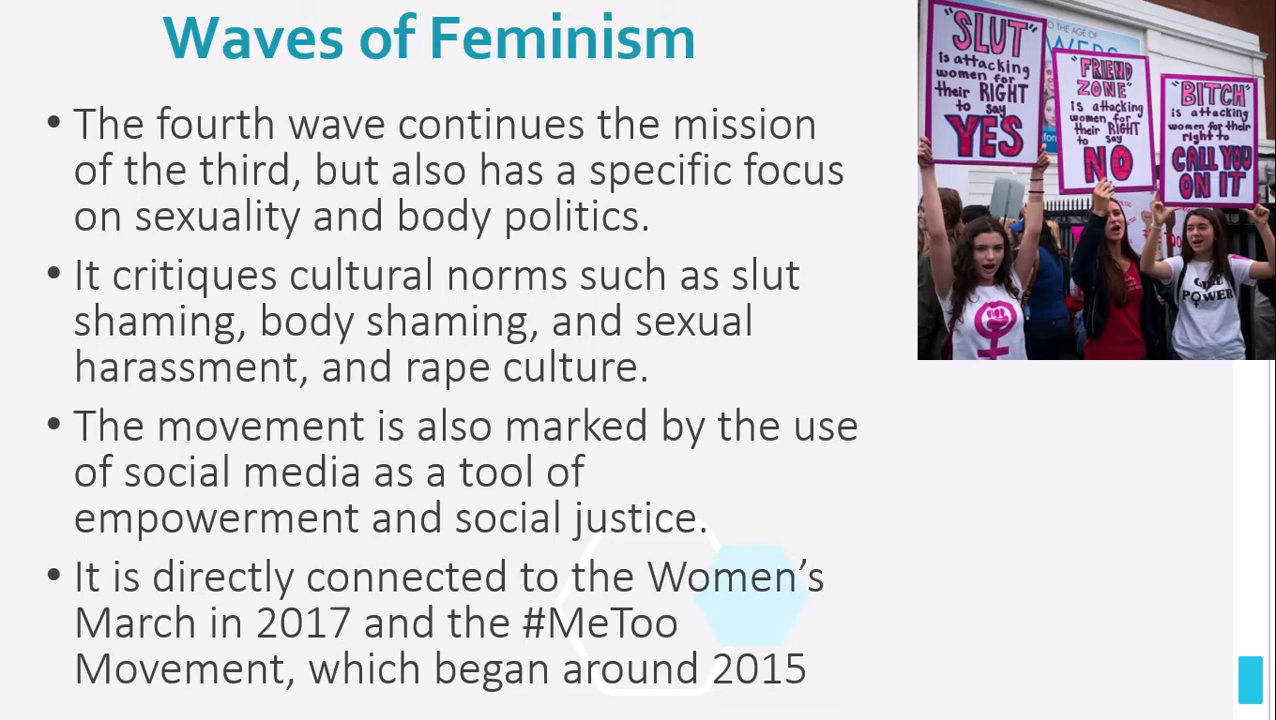 Waves of Feminism
• The fourth wave continues the mission
of the third, but also has a specific focus
on sexuality and body politics.
• It critiques cultural norms such as slut
shaming, body shaming, and sexual
harassment, and rape culture.
• The movement is also marked by the use
of social media as a tool of
empowerment and social justice.
• It is directly connected to the Women’s
March in 2017 and the #MeToo
Movement, which began around 2015
"SLUT"
is attacking
women for
their RIGHT
to say
YES
"FRIEND
ZONE"
is attacking
women for
their RIGHT
to say
NO
"BITCH"
is attacking
women for their
right to
CALL YOU
ON IT
O THE AGE OF
POWER